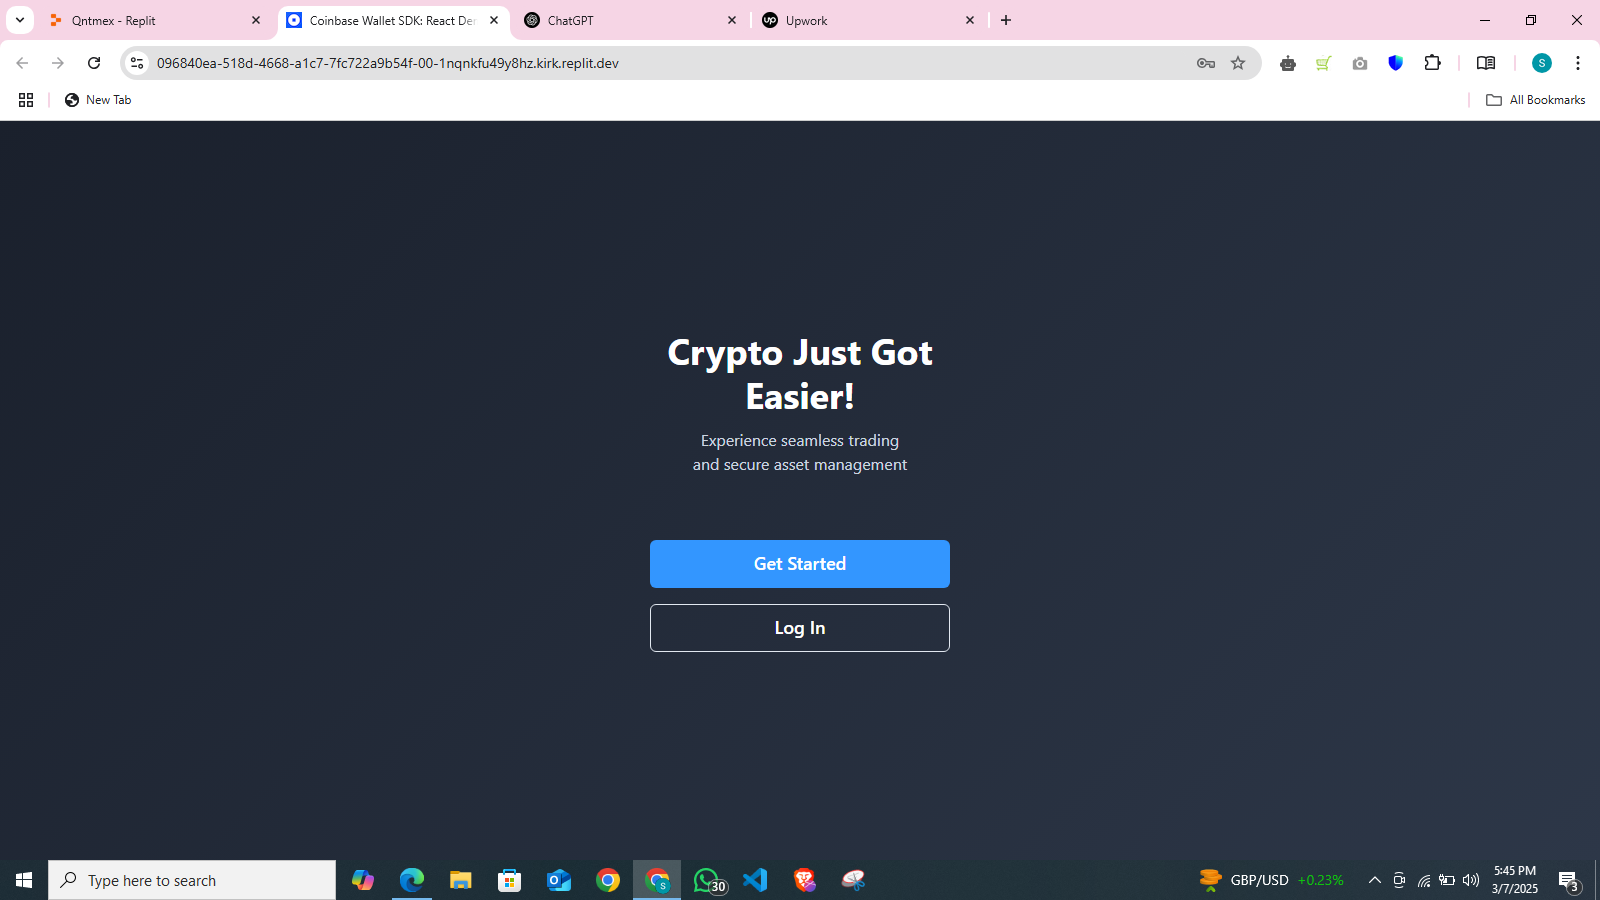 Qntmex - Replit
Coinbase Wallet SDK: React De
ChatGPT
Upwork
096840ea-518d-4668-a1c7-7fc722a9b54f-00-1nqnkfu49y8hz.kirk.replit.dev
S
New Tab
All Bookmarks
Crypto Just Got
Easier!
Experience seamless trading
and secure asset management
Get Started
Log In
Type here to search
S
30
GBP/USD +0.23%
5:45 PM
3/7/2025
3